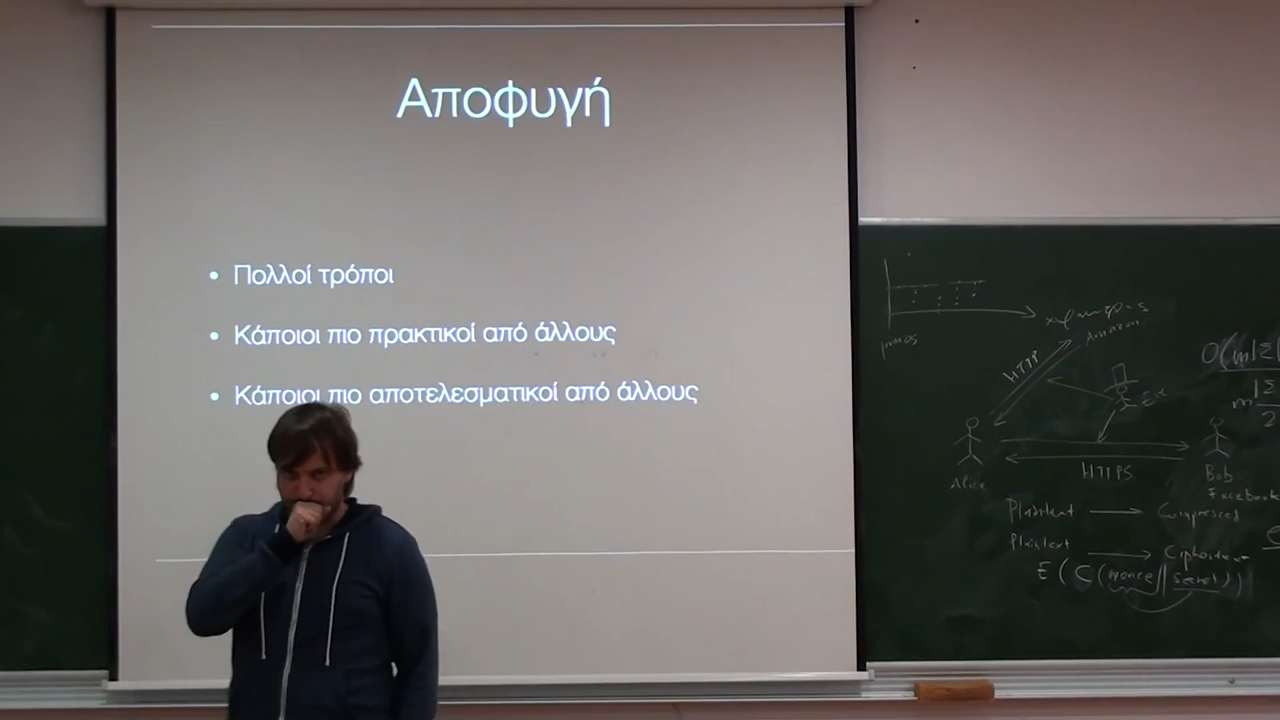 Αποφυγή
• Πολλοί τρόποι
• Κάποιοι πιο πρακτικοί από άλλους
• Κάποιοι πιο αποτελεσματικοί από άλλους
Amazon
HTTP
Alice
HTTPS
Bob
Facebook
Plaintext → Compressed
Plaintext → Ciphertext
E(C(nonce||secret))